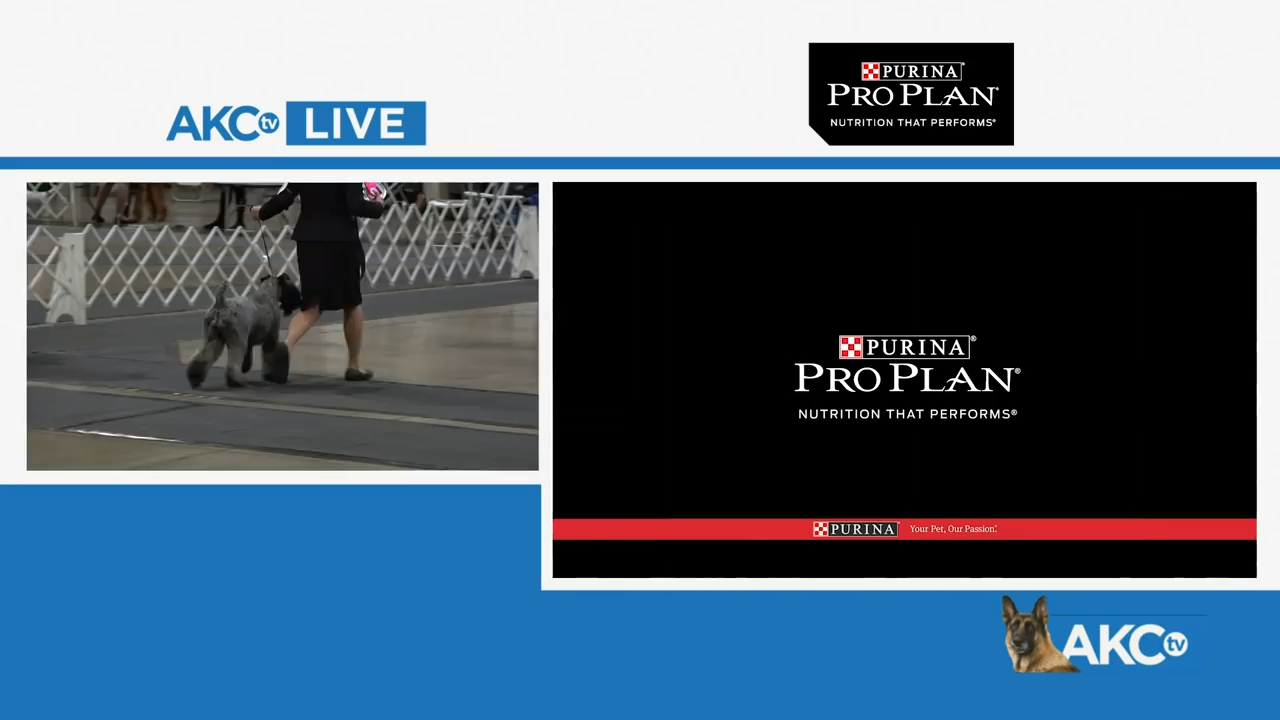 AKCtv LIVE
PURINA®
PRO PLAN®
NUTRITION THAT PERFORMS®
PURINA®
PRO PLAN®
NUTRITION THAT PERFORMS®
PURINA® Your Pet, Our Passion.®
AKCtv